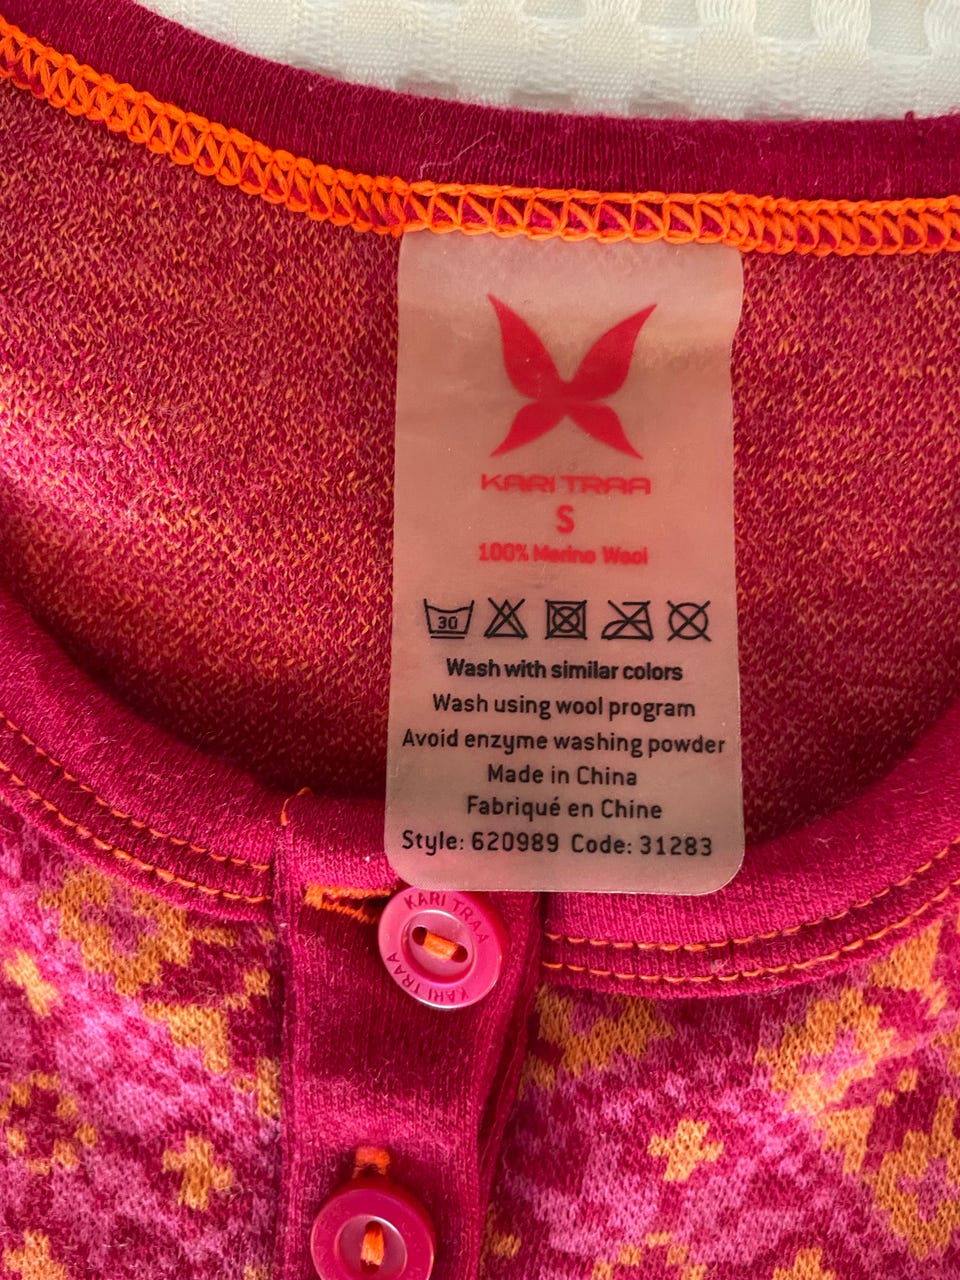 KARI TRAA
S
100% Merino Wool
30
Wash with similar colors
Wash using wool program
Avoid enzyme washing powder
Made in China
Fabriqué en Chine
Style: 620989 Code: 31283
KARI TRAA
KARI TRAA